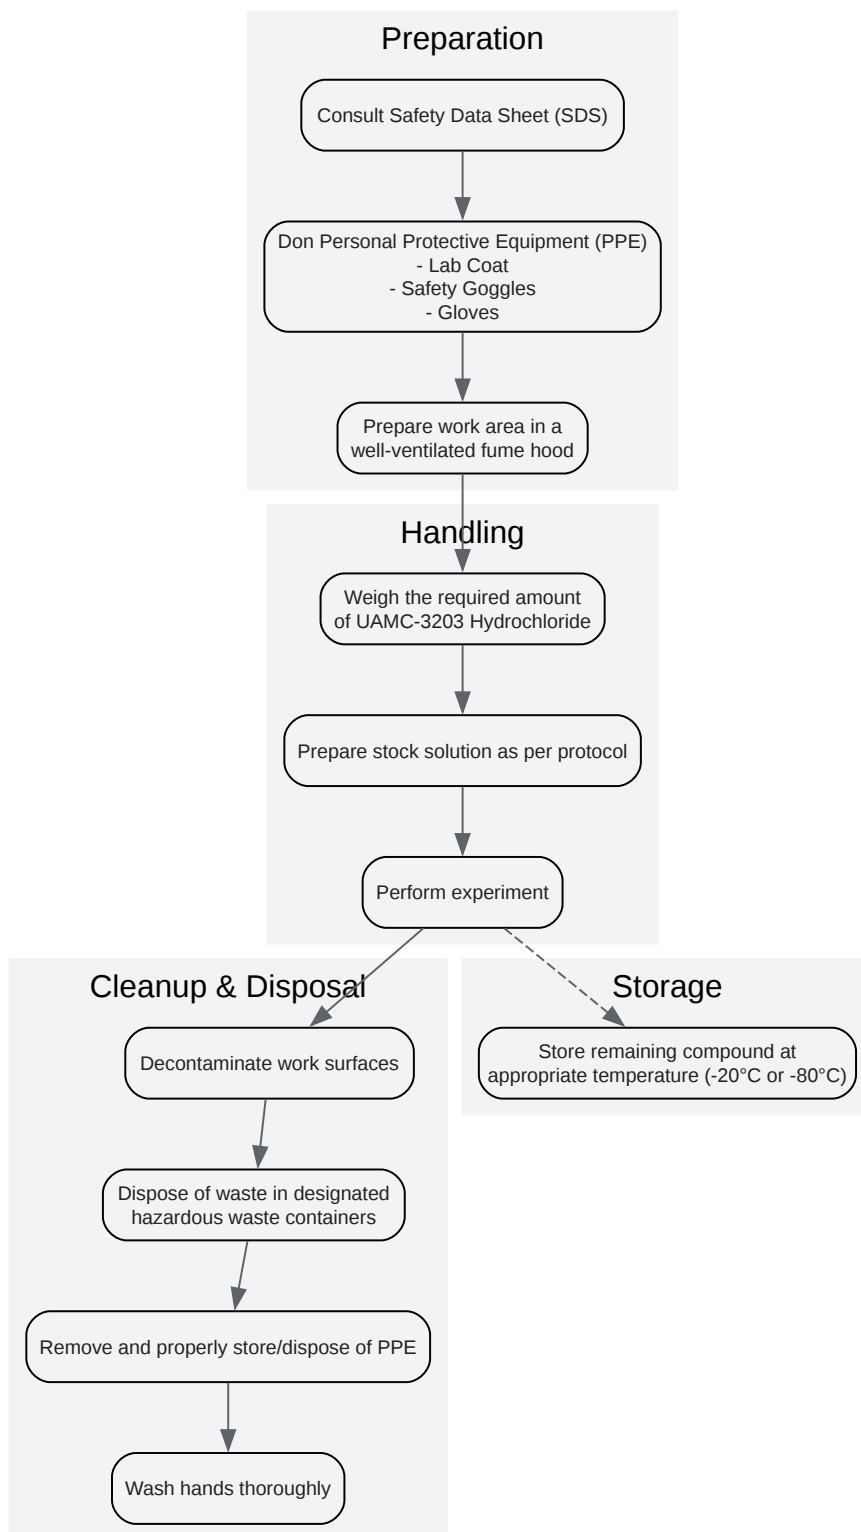 Preparation
Consult Safety Data Sheet (SDS)
Don Personal Protective Equipment (PPE)
- Lab Coat
- Safety Goggles
- Gloves
Prepare work area in a
well-ventilated fume hood
Handling
Weigh the required amount
of UAMC-3203 Hydrochloride
Prepare stock solution as per protocol
Perform experiment
Cleanup & Disposal
Decontaminate work surfaces
Dispose of waste in designated
hazardous waste containers
Remove and properly store/dispose of PPE
Wash hands thoroughly
Storage
Store remaining compound at
appropriate temperature (-20°C or -80°C)